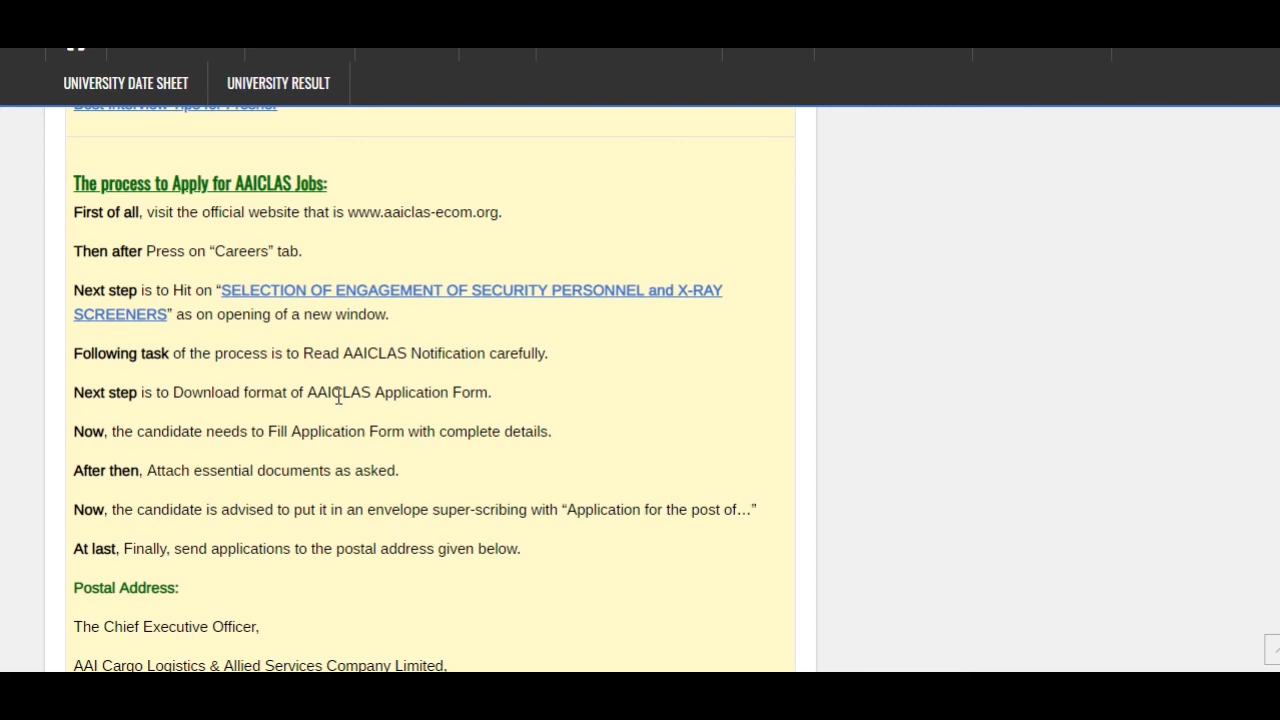 UNIVERSITY DATE SHEET
UNIVERSITY RESULT
Best Interview Tips for Fresher
The process to Apply for AAICLAS Jobs:
First of all, visit the official website that is www.aaiclas-ecom.org.
Then after Press on “Careers” tab.
Next step is to Hit on “SELECTION OF ENGAGEMENT OF SECURITY PERSONNEL and X-RAY
SCREENERS” as on opening of a new window.
Following task of the process is to Read AAICLAS Notification carefully.
Next step is to Download format of AAICLAS Application Form.
Now, the candidate needs to Fill Application Form with complete details.
After then, Attach essential documents as asked.
Now, the candidate is advised to put it in an envelope super-scribing with “Application for the post of…”
At last, Finally, send applications to the postal address given below.
Postal Address:
The Chief Executive Officer,
AAI Cargo Logistics & Allied Services Company Limited,